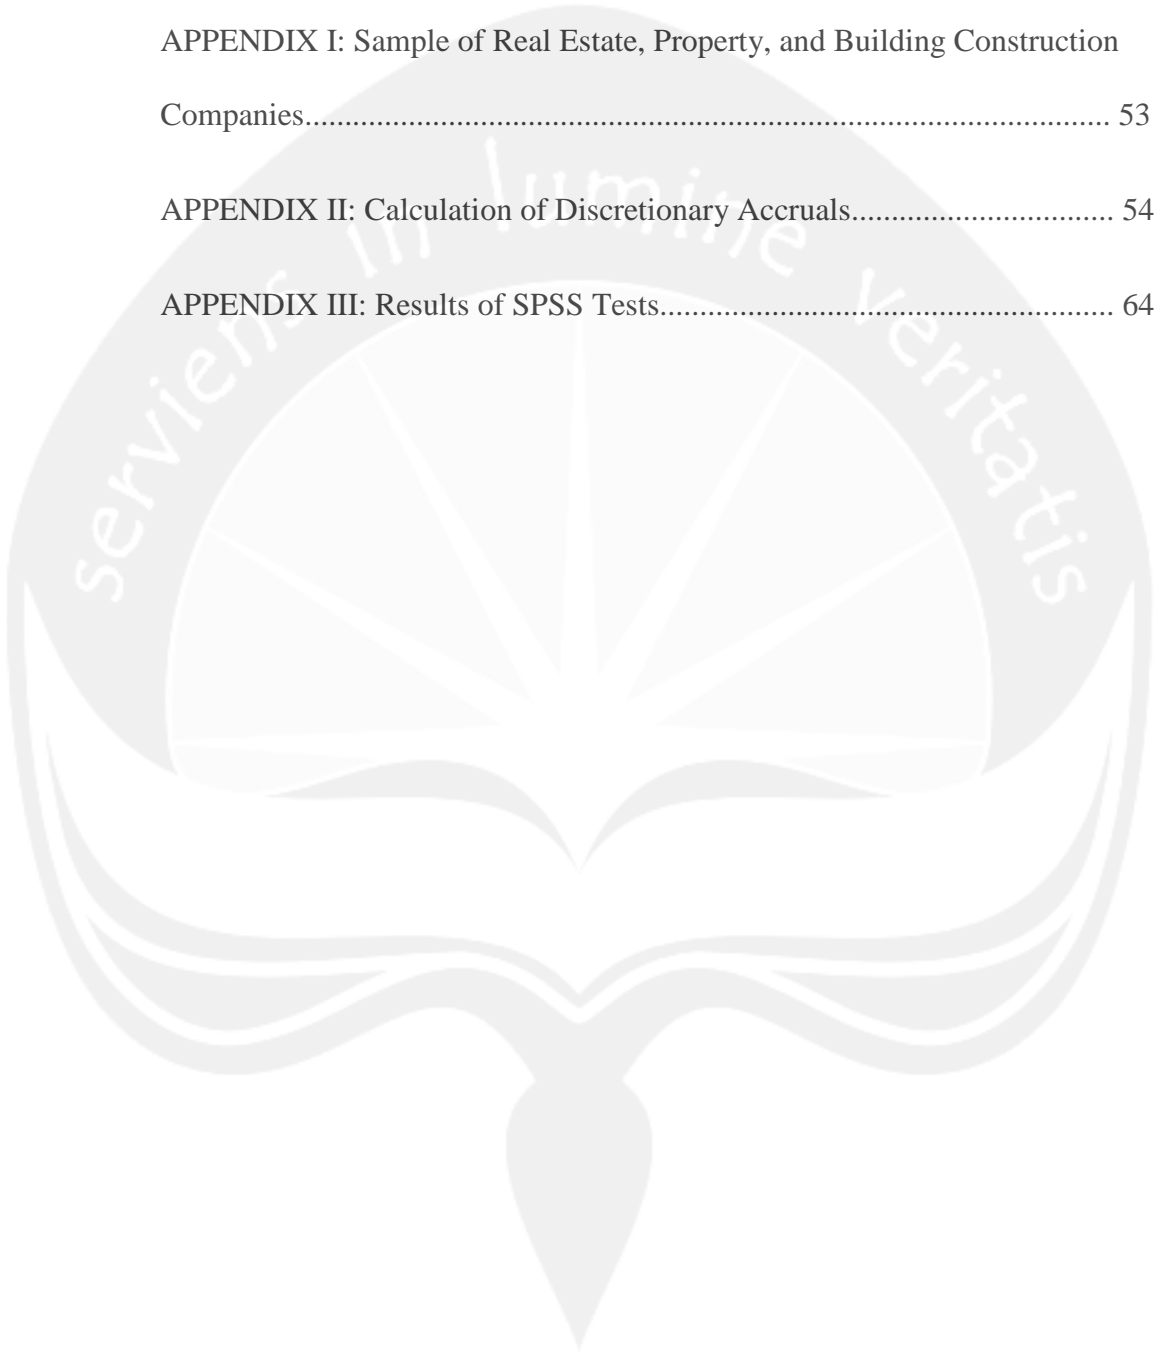 APPENDIX I: Sample of Real Estate, Property, and Building Construction
Companies..................................................................................................... 53
APPENDIX II: Calculation of Discretionary Accruals................................. 54
APPENDIX III: Results of SPSS Tests......................................................... 64
serviens in lumine veritatis